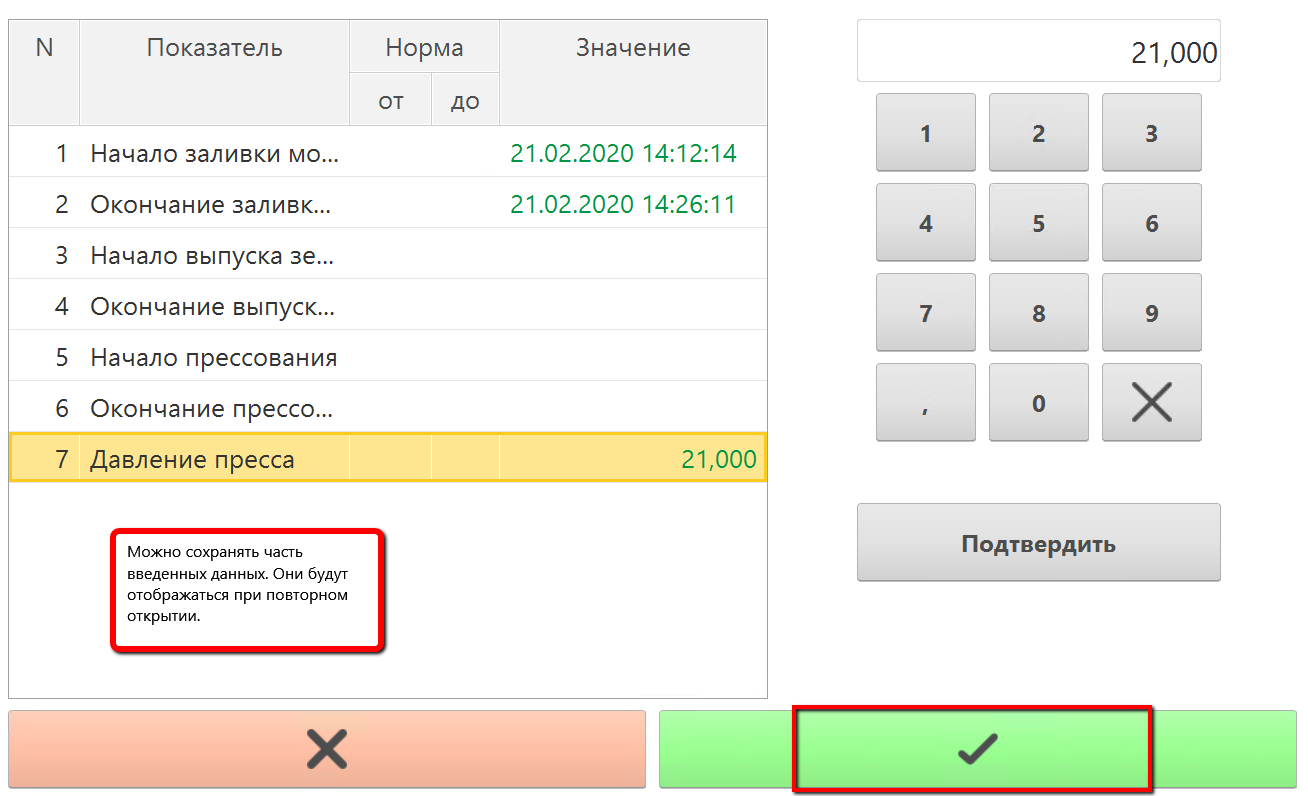 N Показатель Норма Значение
от до
1 Начало заливки мо... 21.02.2020 14:12:14
2 Окончание заливк... 21.02.2020 14:26:11
3 Начало выпуска зе...
4 Окончание выпуск...
5 Начало прессования
6 Окончание прессо...
7 Давление пресса 21,000
Можно сохранять часть
введенных данных. Они будут
отображаться при повторном
открытии.
21,000
1 2 3
4 5 6
7 8 9
, 0
Подтвердить